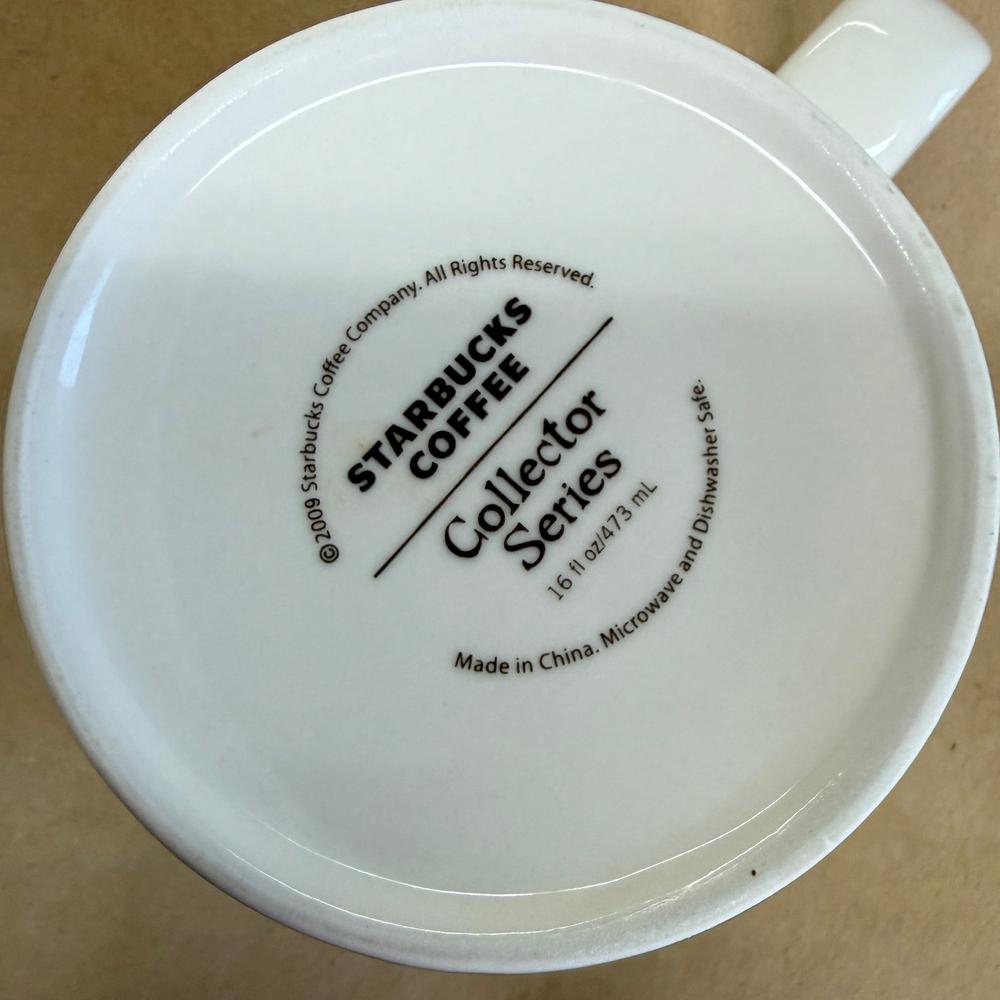 ©2009 Starbucks Coffee Company. All Rights Reserved.
STARBUCKS
COFFEE
Collector
Series
16 fl oz/473 mL
Made in China. Microwave and Dishwasher Safe.